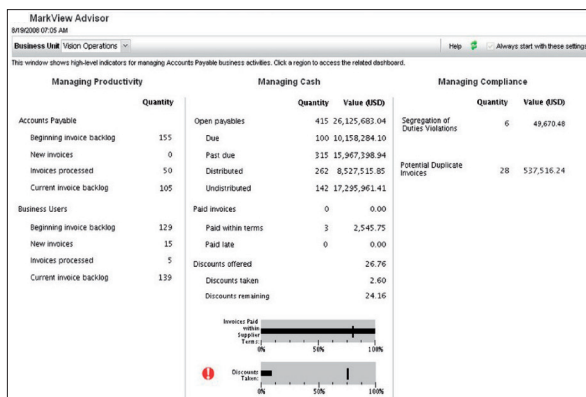 MarkView Advisor
8/19/2008 07:05 AM
Business Unit Vision Operations
Help Always start with these settings
This window shows high-level indicators for managing Accounts Payable business activities. Click a region to access the related dashboard.
Managing Productivity
Quantity
Accounts Payable
Beginning invoice backlog 155
New invoices 0
Invoices processed 50
Current invoice backlog 105
Business Users
Beginning invoice backlog 129
New invoices 15
Invoices processed 5
Current invoice backlog 139
Managing Cash
Quantity Value (USD)
Open payables 415 26,125,683.04
Due 100 10,158,284.10
Past due 315 15,967,398.94
Distributed 262 8,527,515.85
Undistributed 142 17,295,961.41
Paid invoices 0 0.00
Paid within terms 3 2,545.75
Paid late 0 0.00
Discounts offered 26.76
Discounts taken 2.60
Discounts remaining 24.16
Invoices Paid
within
Supplier
Terms:
0% 50% 100%
Discounts
Taken:
0% 50% 100%
Managing Compliance
Quantity Value (USD)
Segregation of
Duties Violations 6 49,670.48
Potential Duplicate
Invoices 28 537,516.24